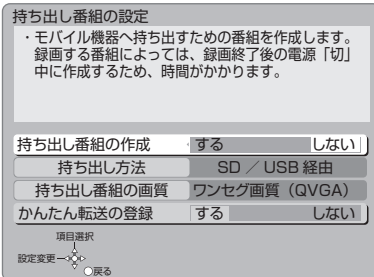 持ち出し番組の設定
・モバイル機器へ持ち出すための番組を作成します。
録画する番組によっては、録画終了後の電源「切」
中に作成するため、時間がかかります。
持ち出し番組の作成 する しない
持ち出し方法 SD ／ USB 経由
持ち出し番組の画質 ワンセグ画質（QVGA）
かんたん転送の登録 する しない
項目選択
設定変更
戻る